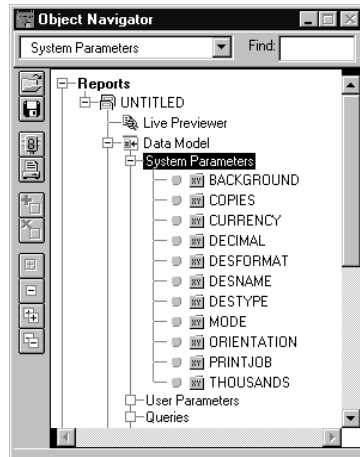 Object Navigator
System Parameters Find:
Reports
UNTITLED
Live Previewer
Data Model
System Parameters
BACKGROUND
COPIES
CURRENCY
DECIMAL
DESFORMAT
DESNAME
DESTYPE
MODE
ORIENTATION
PRINTJOB
THOUSANDS
User Parameters
Queries